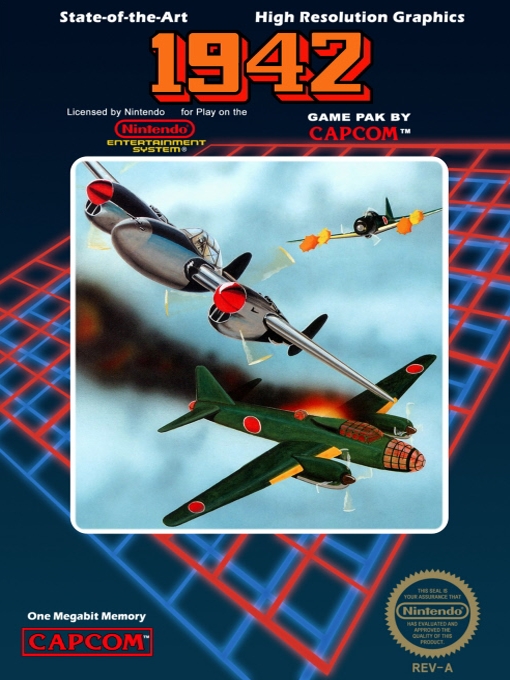 State-of-the-Art High Resolution Graphics
1942
Licensed by Nintendo for Play on the
Nintendo®
ENTERTAINMENT
SYSTEM®
GAME PAK BY
CAPCOM™
One Megabit Memory
CAPCOM™
THIS SEAL IS
YOUR ASSURANCE THAT
Nintendo®
HAS EVALUATED AND
APPROVED THE
QUALITY OF THIS
PRODUCT.
REV-A